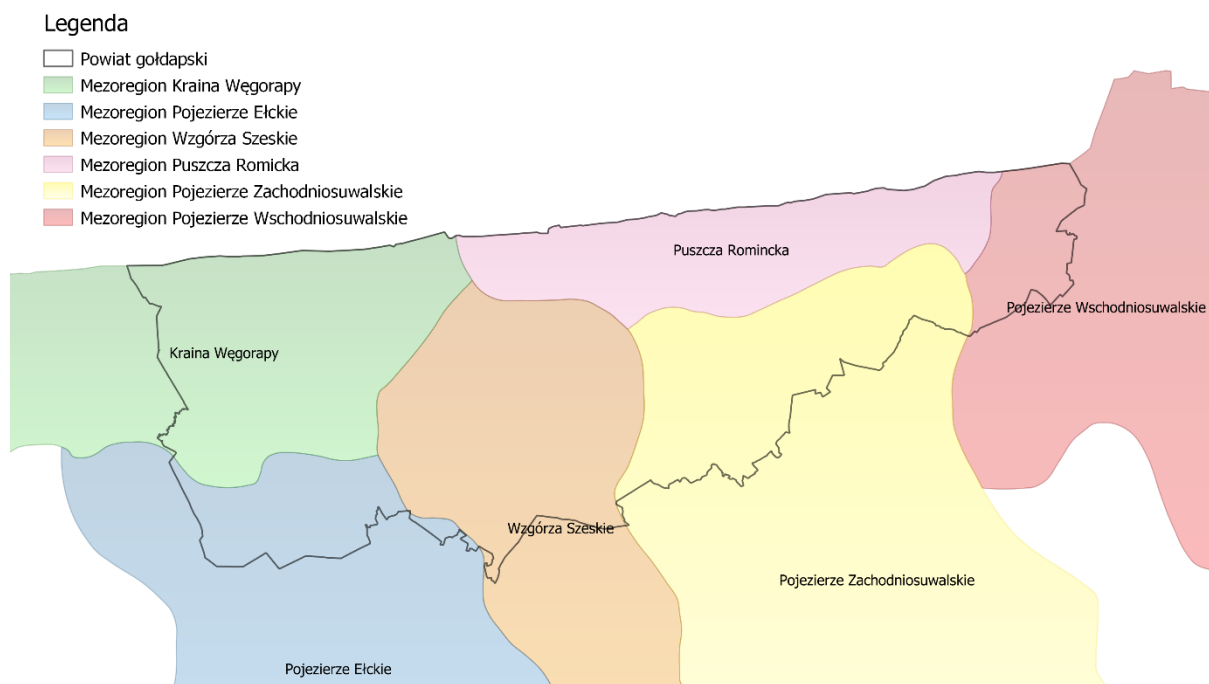 Legenda
Powiat gołdapski
Mezoregion Kraina Węgorapy
Mezoregion Pojezierze Ełckie
Mezoregion Wzgórza Szeskie
Mezoregion Puszcza Romicka
Mezoregion Pojezierze Zachodniosuwalskie
Mezoregion Pojezierze Wschodniosuwalskie
Puszcza Romincka
Pojezierze Wschodniosuwalskie
Kraina Węgorapy
Wzgórza Szeskie
Pojezierze Zachodniosuwalskie
Pojezierze Ełckie